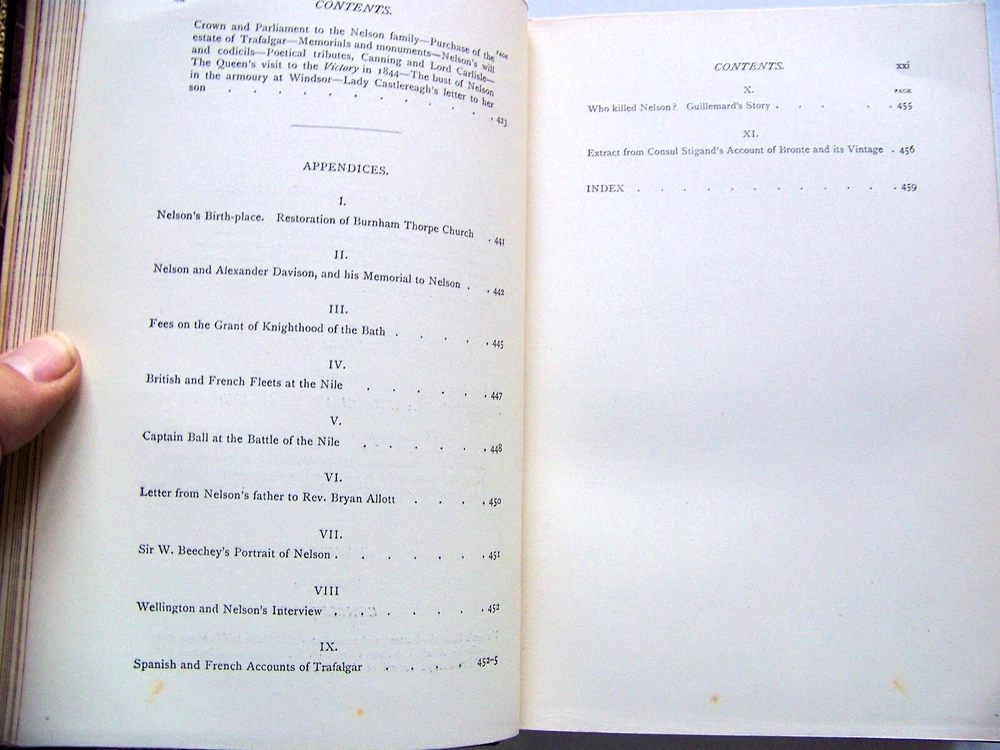 CONTENTS.
PAGE
Crown and Parliament to the Nelson family—Purchase of the
estate of Trafalgar—Memorials and monuments—Nelson's will
and codicils—Poetical tributes, Canning and Lord Carlisle—
The Queen's visit to the Victory in 1844—The bust of Nelson
in the armoury at Windsor—Lady Castlereagh's letter to her
son . . . . . . . . . . 423
APPENDICES.
I.
Nelson's Birth-place. Restoration of Burnham Thorpe Church . 441
II.
Nelson and Alexander Davison, and his Memorial to Nelson . . 442
III.
Fees on the Grant of Knighthood of the Bath . . . . . 445
IV.
British and French Fleets at the Nile . . . . . 447
V.
Captain Ball at the Battle of the Nile . . . . . . 448
VI.
Letter from Nelson's father to Rev. Bryan Allott . . . . 450
VII.
Sir W. Beechey's Portrait of Nelson . . . . . . 451
VIII
Wellington and Nelson's Interview . . . . . . 452
IX.
Spanish and French Accounts of Trafalgar . . . . 452-5
CONTENTS. xxi
X.
PAGE
Who killed Nelson? Guillemard's Story . . . . . 455
XI.
Extract from Consul Stigand's Account of Bronte and its Vintage . 456
INDEX . . . . . . . . . . . . 459